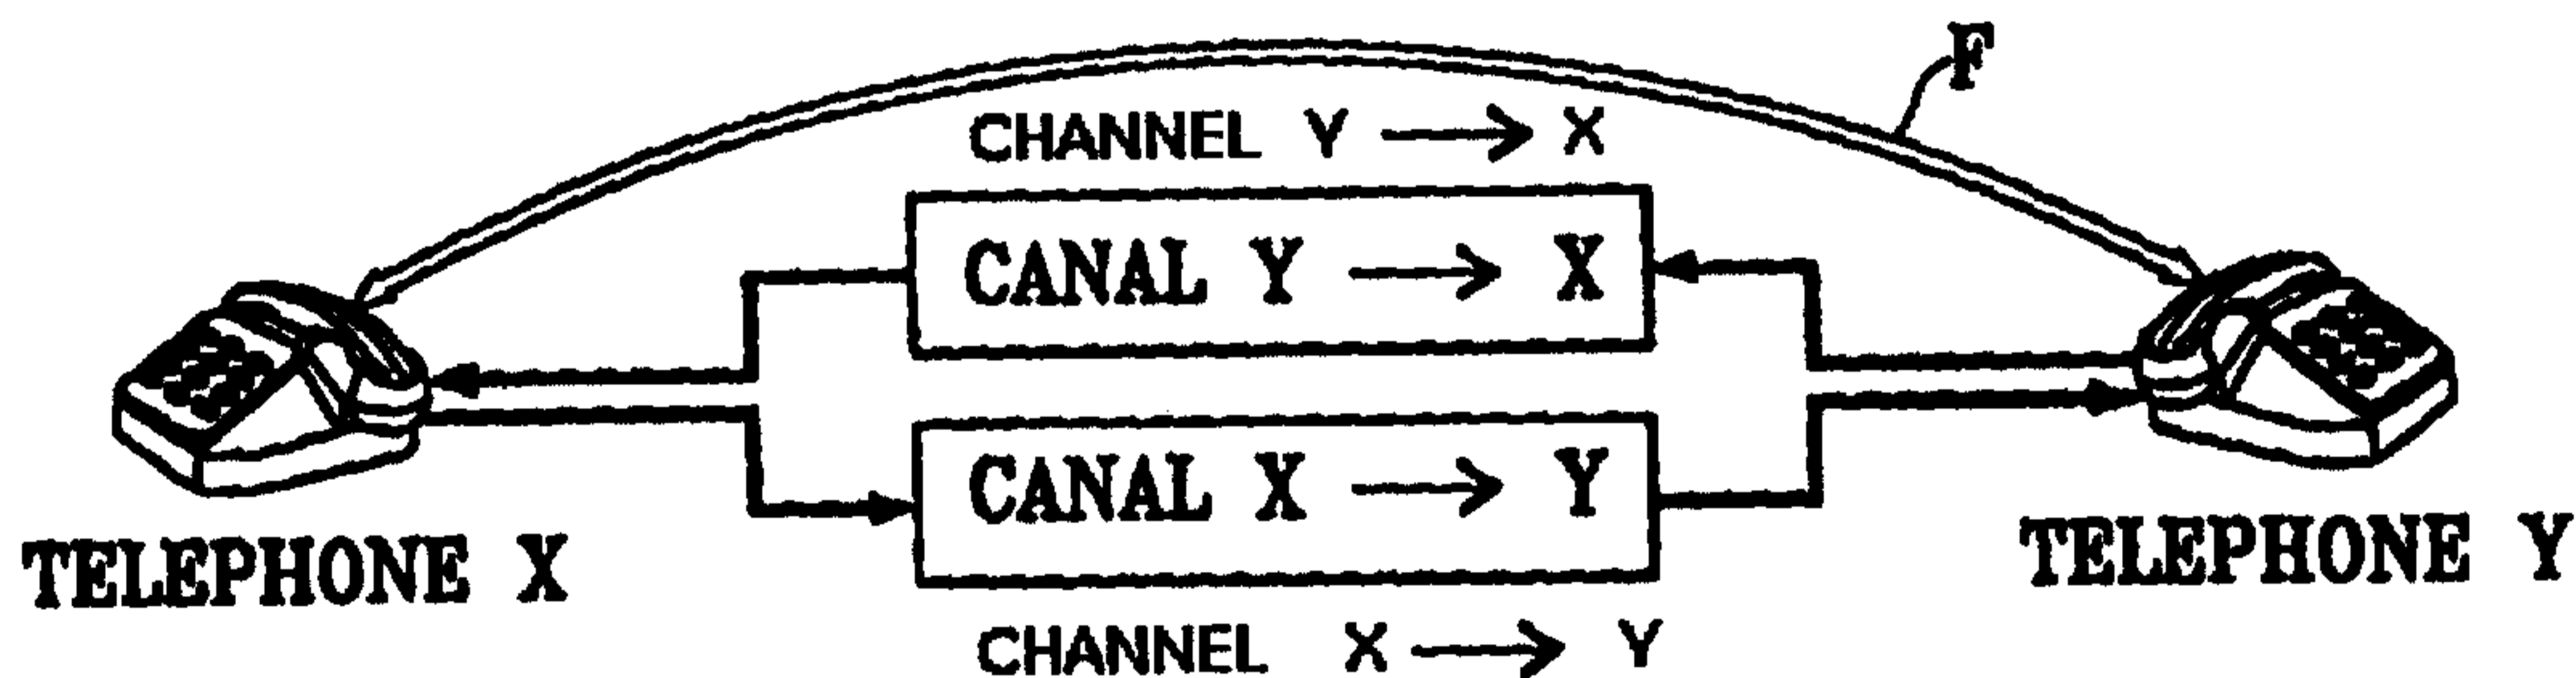 F
CHANNEL Y → X
CANAL Y → X
CANAL X → Y
TELEPHONE X
TELEPHONE Y
CHANNEL X → Y